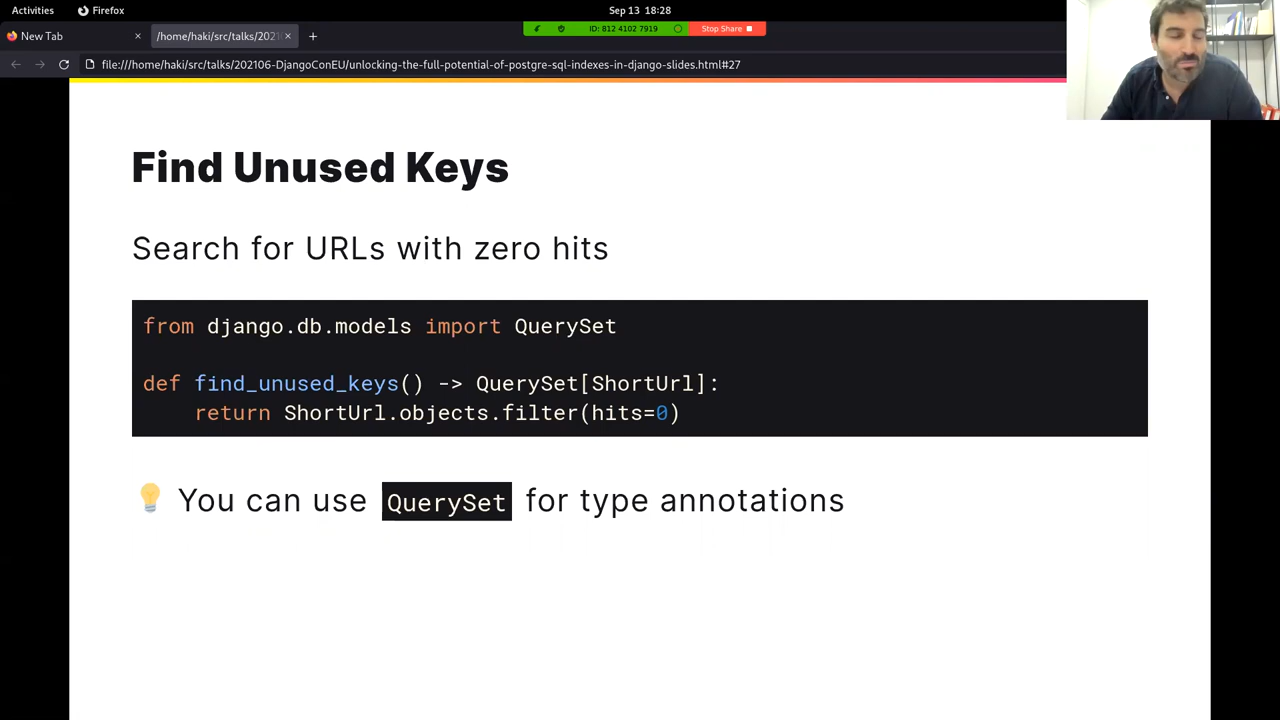 Activities
Firefox
Sep 13 18:28
New Tab
/home/haki/src/talks/2021
ID: 812 4102 7919
Stop Share
file:///home/haki/src/talks/202106-DjangoConEU/unlocking-the-full-potential-of-postgre-sql-indexes-in-django-slides.html#27
Find Unused Keys
Search for URLs with zero hits
from django.db.models import QuerySet
def find_unused_keys() -> QuerySet[ShortUrl]:
    return ShortUrl.objects.filter(hits=0)
You can use QuerySet for type annotations